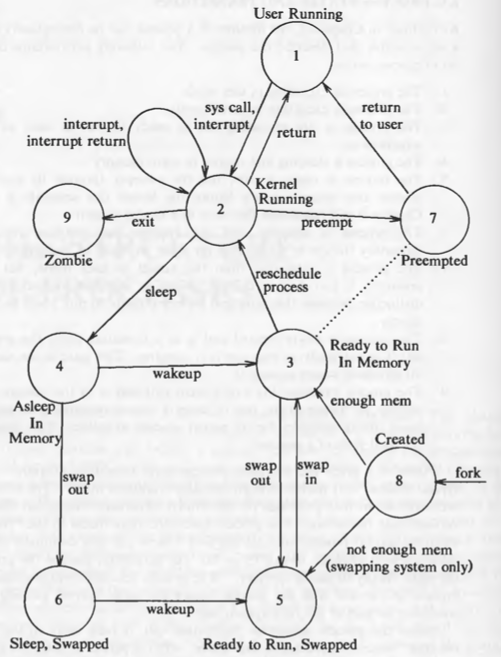 User Running
1
sys call,
interrupt
return
return
to user
interrupt,
interrupt return
2
Kernel
Running
9
exit
Zombie
preempt
7
Preempted
sleep
reschedule
process
4
wakeup
3
Ready to Run
In Memory
Asleep
In
Memory
enough mem
Created
8
fork
swap
out
swap
out
swap
in
not enough mem
(swapping system only)
6
wakeup
5
Sleep, Swapped
Ready to Run, Swapped